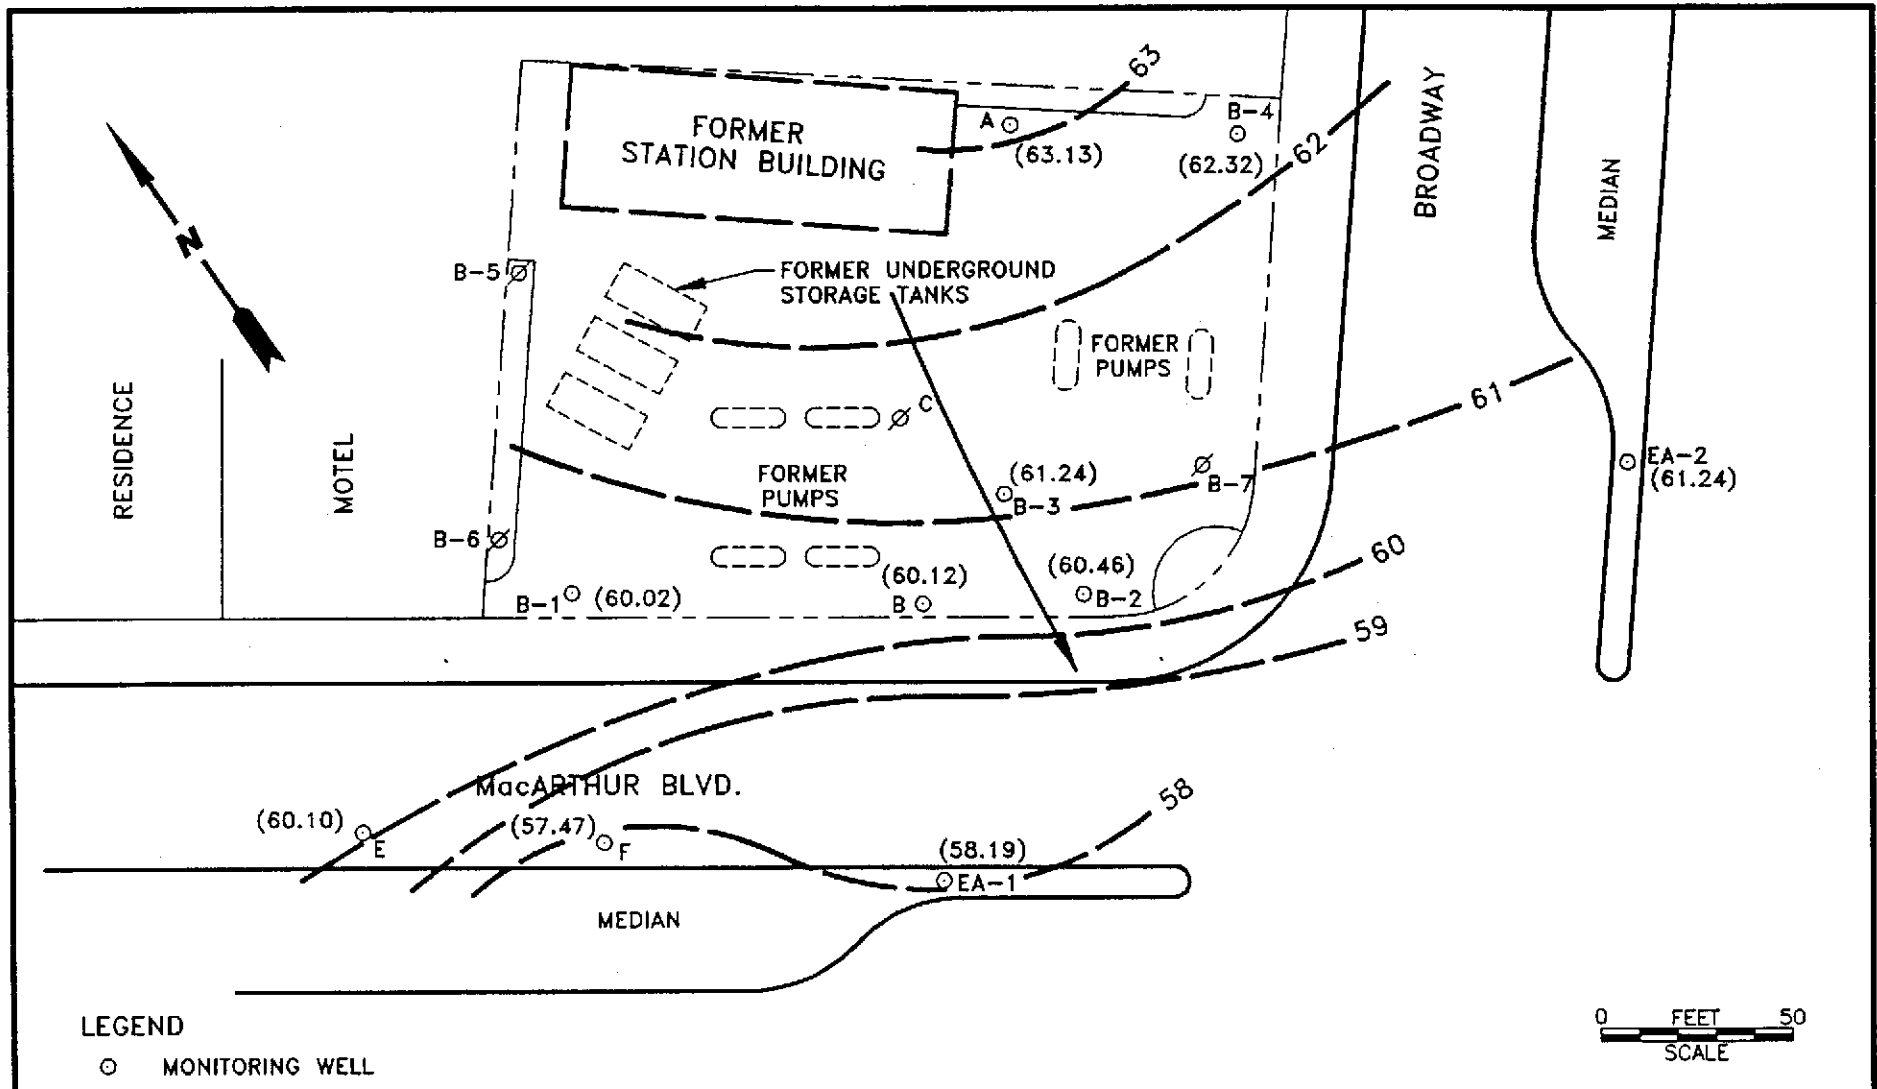 63
B-4
A
(63.13)
(62.32)
62
FORMER
STATION BUILDING
BROADWAY
MEDIAN
N
B-5
FORMER UNDERGROUND
STORAGE TANKS
FORMER
PUMPS
61
C
RESIDENCE
MOTEL
FORMER
PUMPS
(61.24)
B-3
B-7
EA-2
(61.24)
B-6
60
(60.12)
(60.46)
B-1 (60.02)
B
B-2
59
MacARTHUR BLVD.
58
(60.10)
E
(57.47)
F
(58.19)
EA-1
MEDIAN
LEGEND
MONITORING WELL
0 FEET 50
SCALE